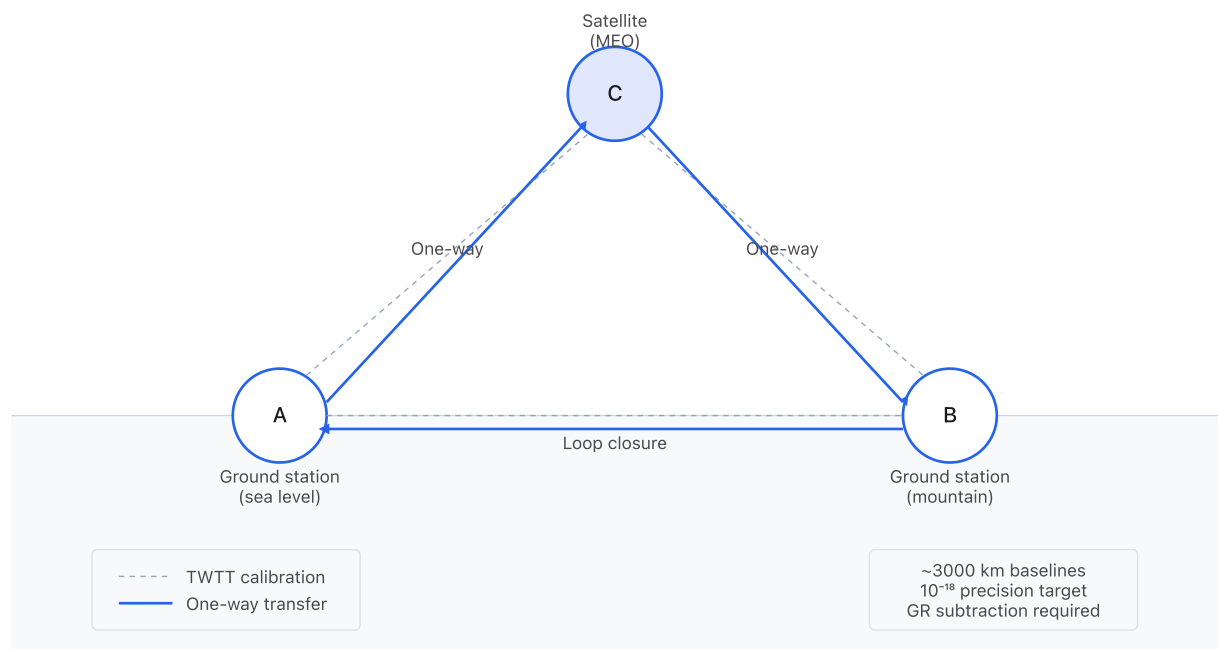 Satellite
(MEO)
C
One-way
One-way
A
B
Loop closure
Ground station
(sea level)
Ground station
(mountain)
TWTT calibration
One-way transfer
~3000 km baselines
10⁻¹⁸ precision target
GR subtraction required